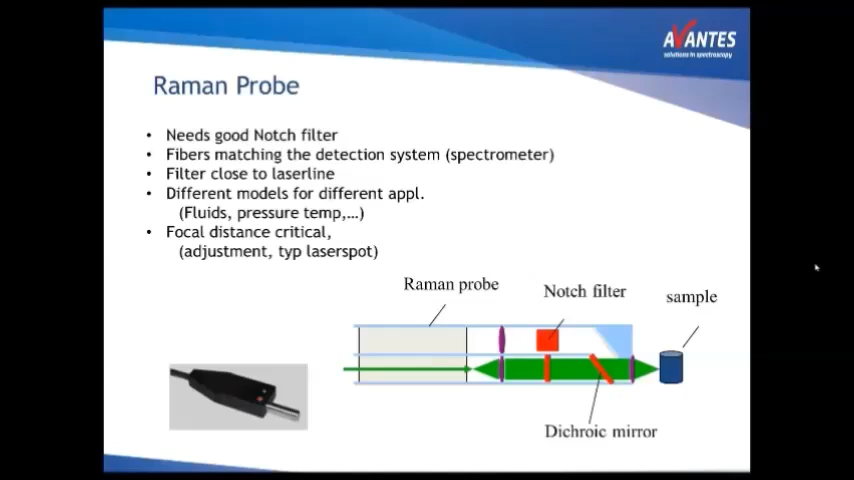 AVANTES
solutions in spectroscopy
Raman Probe
• Needs good Notch filter
• Fibers matching the detection system (spectrometer)
• Filter close to laserline
• Different models for different appl.
(Fluids, pressure temp,...)
• Focal distance critical,
(adjustment, typ laserspot)
Raman probe
Notch filter
sample
Dichroic mirror